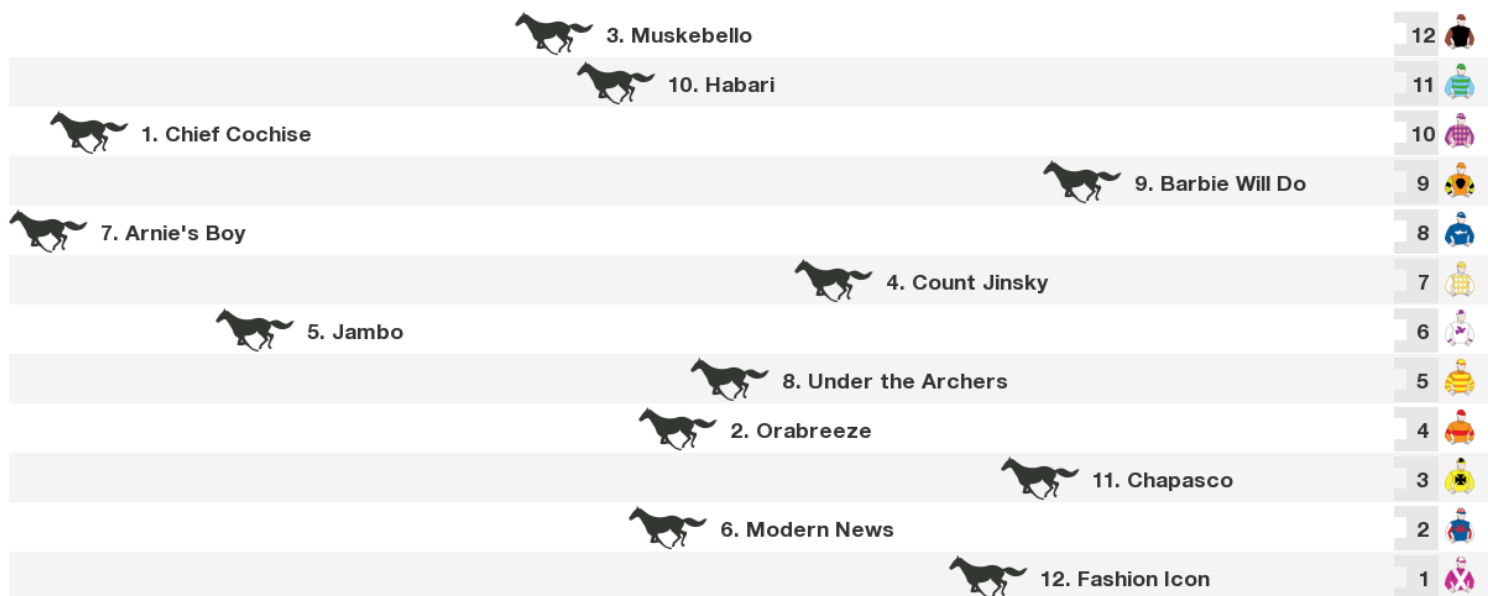 3. Muskebello 12
10. Habari 11
1. Chief Cochise 10
9. Barbie Will Do 9
7. Arnie's Boy 8
4. Count Jinsky 7
5. Jambo 6
8. Under the Archers 5
2. Orabreeze 4
11. Chapasco 3
6. Modern News 2
12. Fashion Icon 1